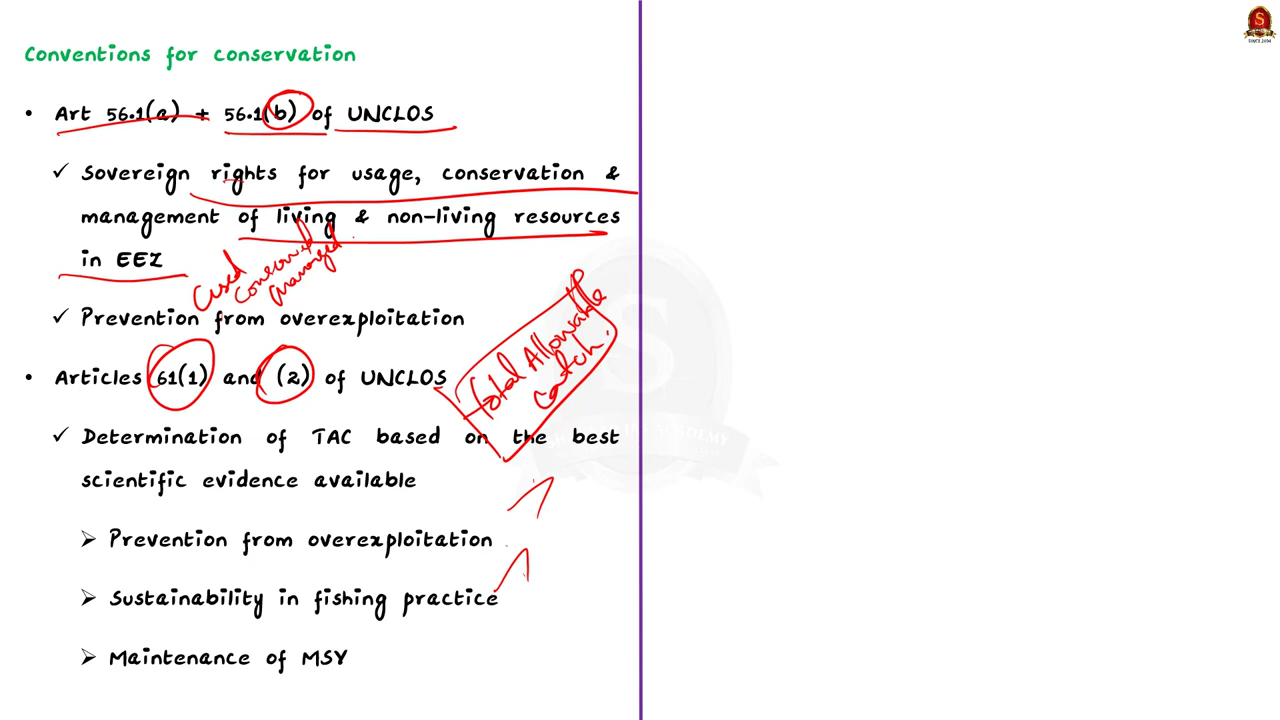 Conventions for conservation
• Art 56.1(a) + 56.1(b) of UNCLOS
✓ Sovereign rights for usage, conservation &
management of living & non-living resources
in EEZ
Used
Conserved
Managed
✓ Prevention from overexploitation
Total Allowable
Catch.
• Articles 61(1) and (2) of UNCLOS
✓ Determination of TAC based on the best
scientific evidence available
➢ Prevention from overexploitation
➢ Sustainability in fishing practice
➢ Maintenance of MSY
S
SINCE 2004